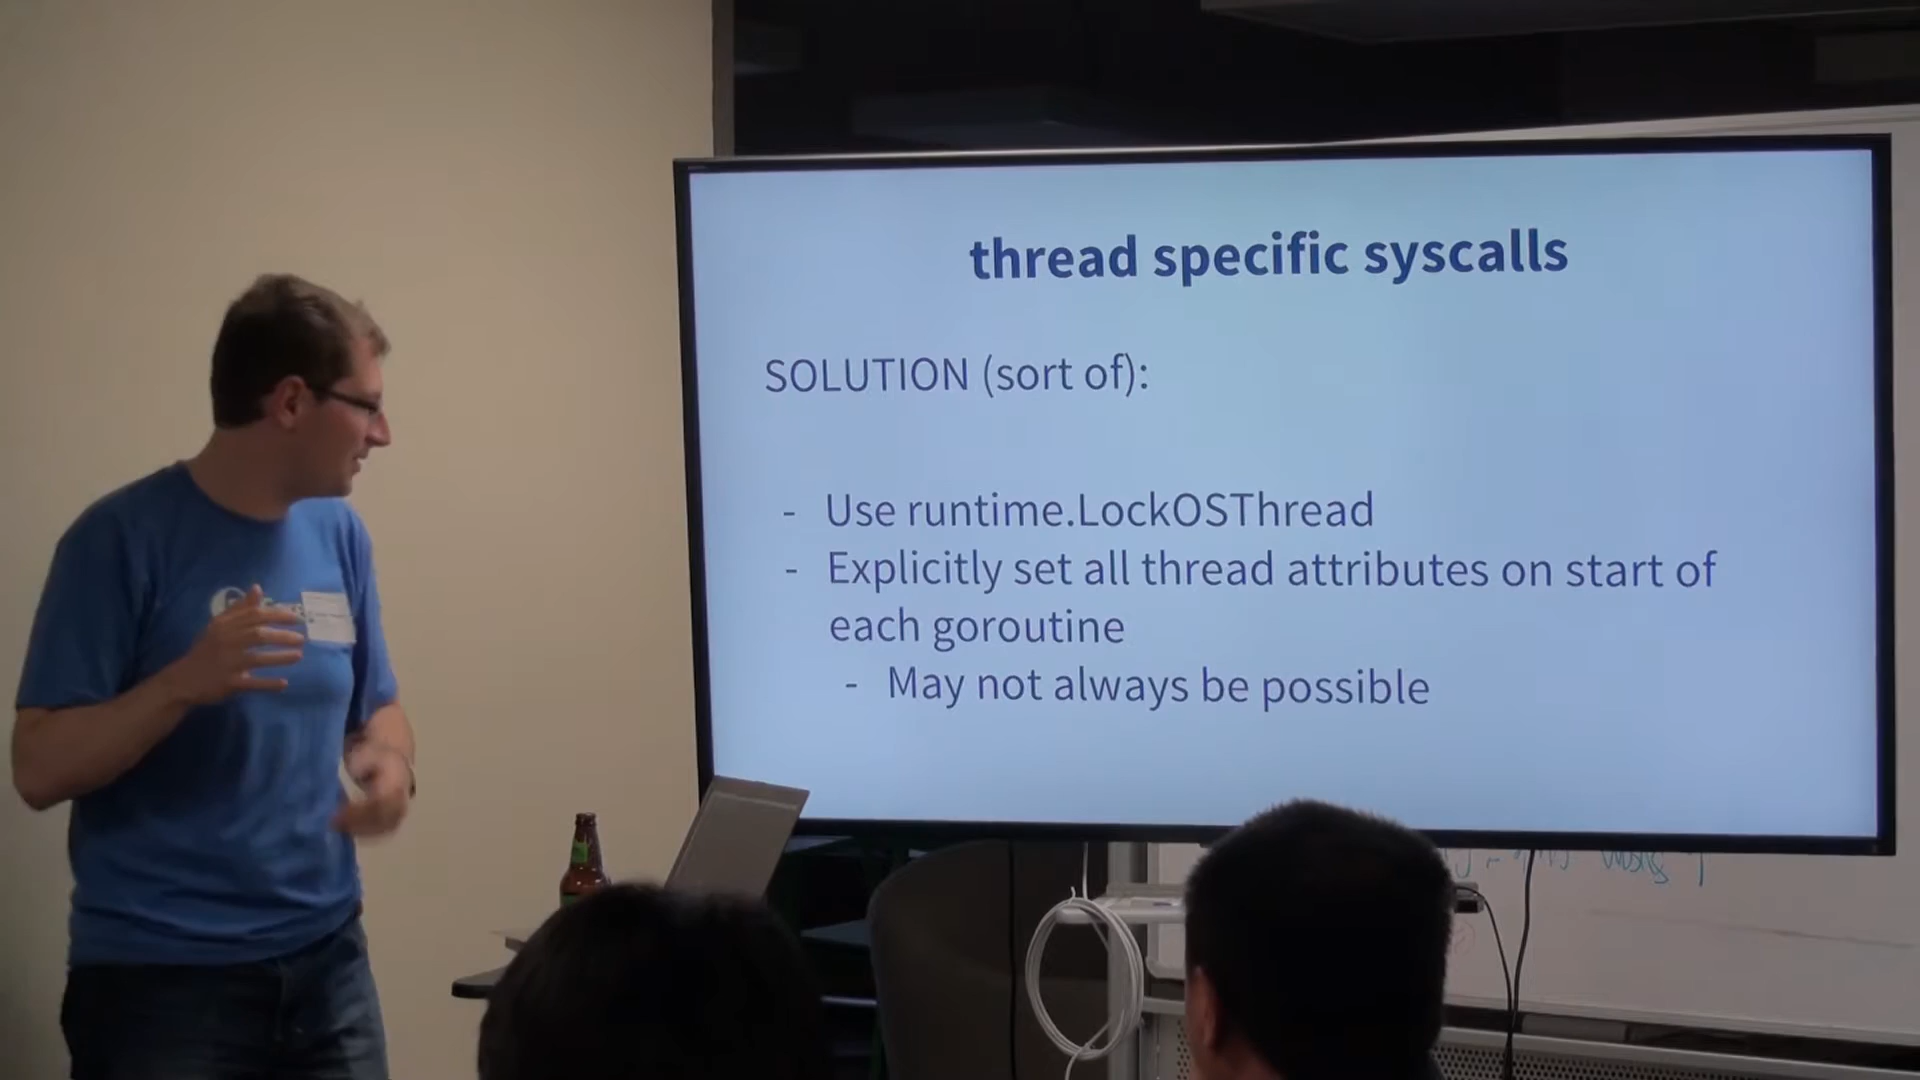 thread specific syscalls
SOLUTION (sort of):
- Use runtime.LockOSThread
- Explicitly set all thread attributes on start of
each goroutine
- May not always be possible